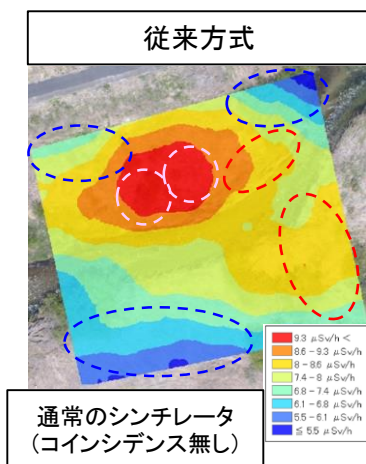 従来方式
9.3 μSv/h <
8.6 - 9.3 μSv/h
8 - 8.6 μSv/h
7.4 - 8 μSv/h
6.8 - 7.4 μSv/h
6.1 - 6.8 μSv/h
5.5 - 6.1 μSv/h
≦ 5.5 μSv/h
通常のシンチレータ
(コインシデンス無し)